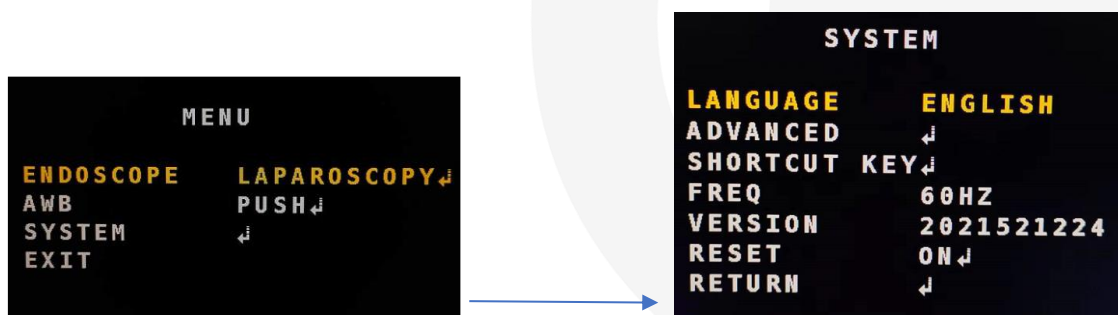 MENU
ENDOSCOPE LAPAROSCOPY↲
AWB PUSH↲
SYSTEM ↲
EXIT
SYSTEM
LANGUAGE ENGLISH
ADVANCED ↲
SHORTCUT KEY↲
FREQ 60HZ
VERSION 2021521224
RESET ON↲
RETURN ↲